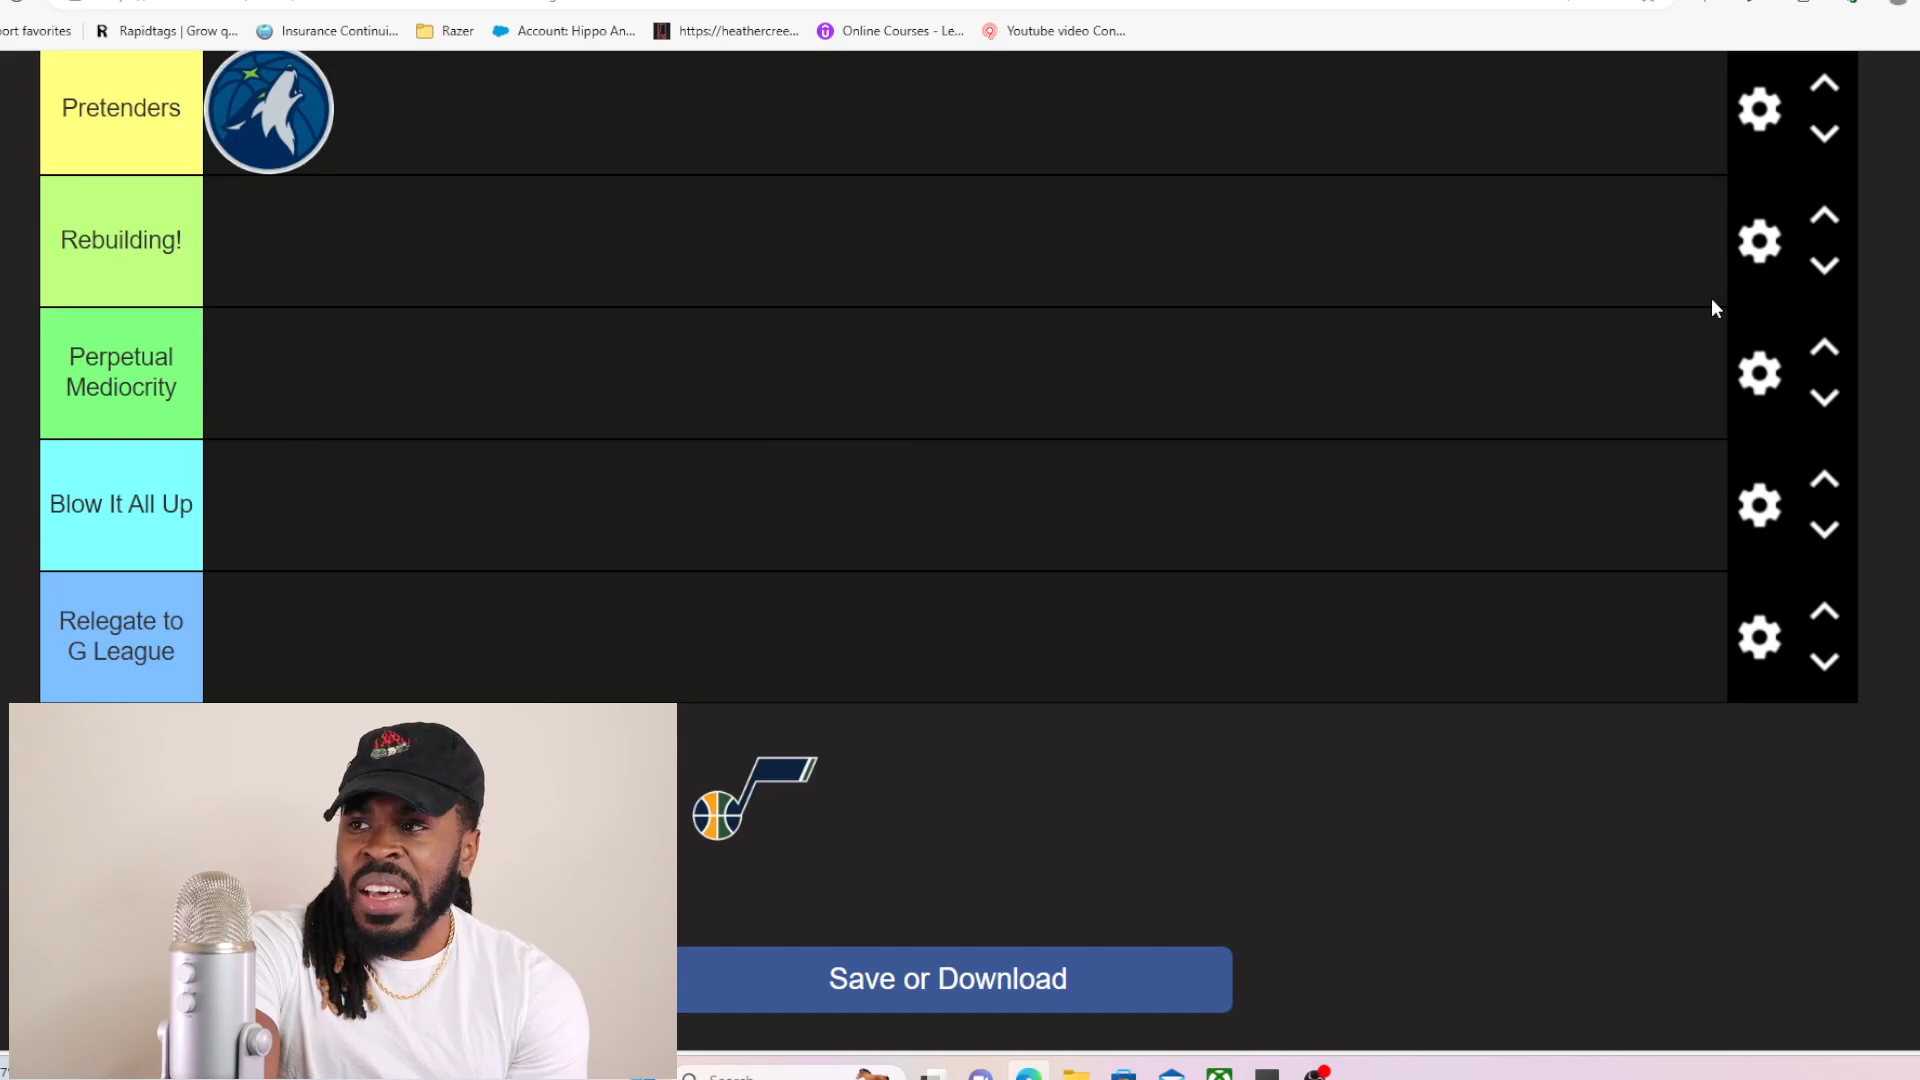 ort favorites
Rapidtags | Grow q...
Insurance Continui...
Razer
Account: Hippo An...
https://heathercree...
Online Courses - Le...
Youtube video Con...
Pretenders
Rebuilding!
Perpetual
Mediocrity
Blow It All Up
Relegate to
G League
Save or Download
Search